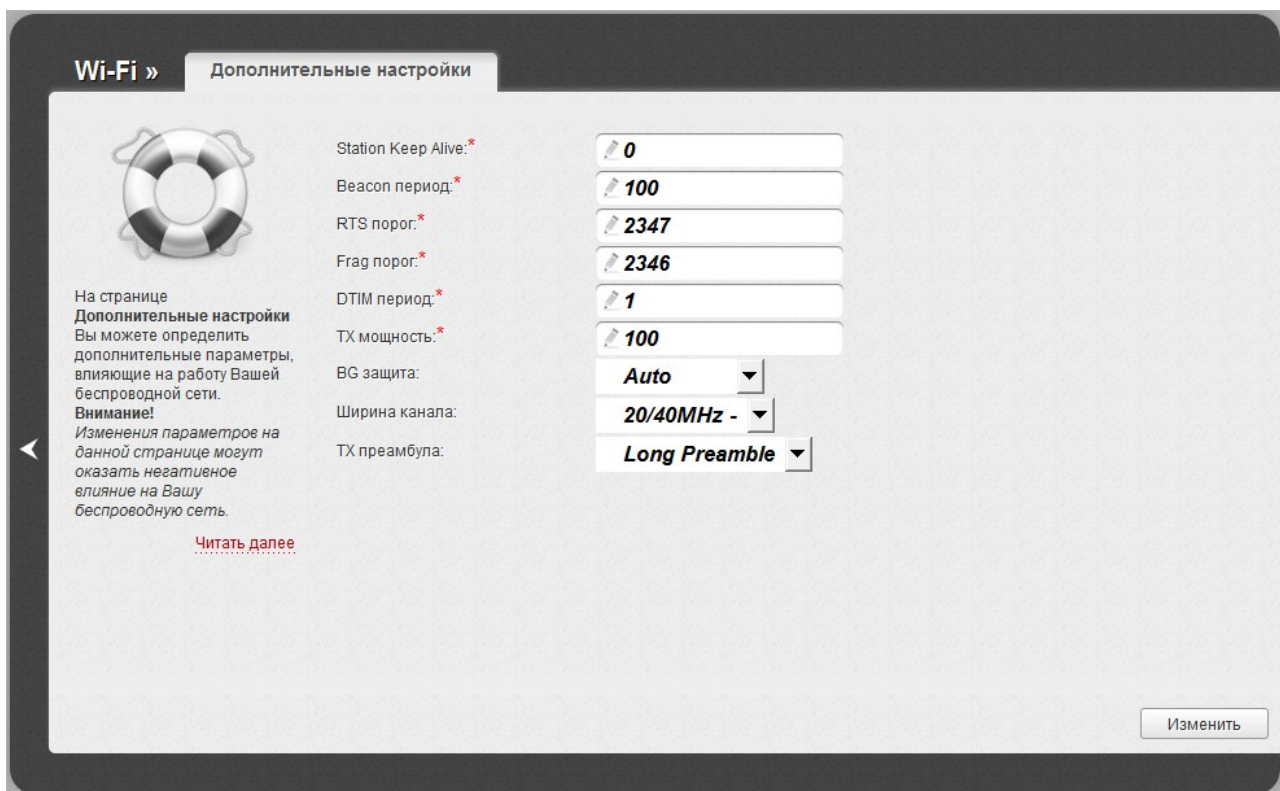 Wi-Fi » Дополнительные настройки
На странице
Дополнительные настройки
Вы можете определить
дополнительные параметры,
влияющие на работу Вашей
беспроводной сети.
Внимание!
Изменения параметров на
данной странице могут
оказать негативное
влияние на Вашу
беспроводную сеть.
Читать далее
Station Keep Alive:* 0
Beacon период:* 100
RTS порог:* 2347
Frag порог:* 2346
DTIM период:* 1
TX мощность:* 100
BG защита: Auto
Ширина канала: 20/40MHz -
TX преамбула: Long Preamble
Изменить